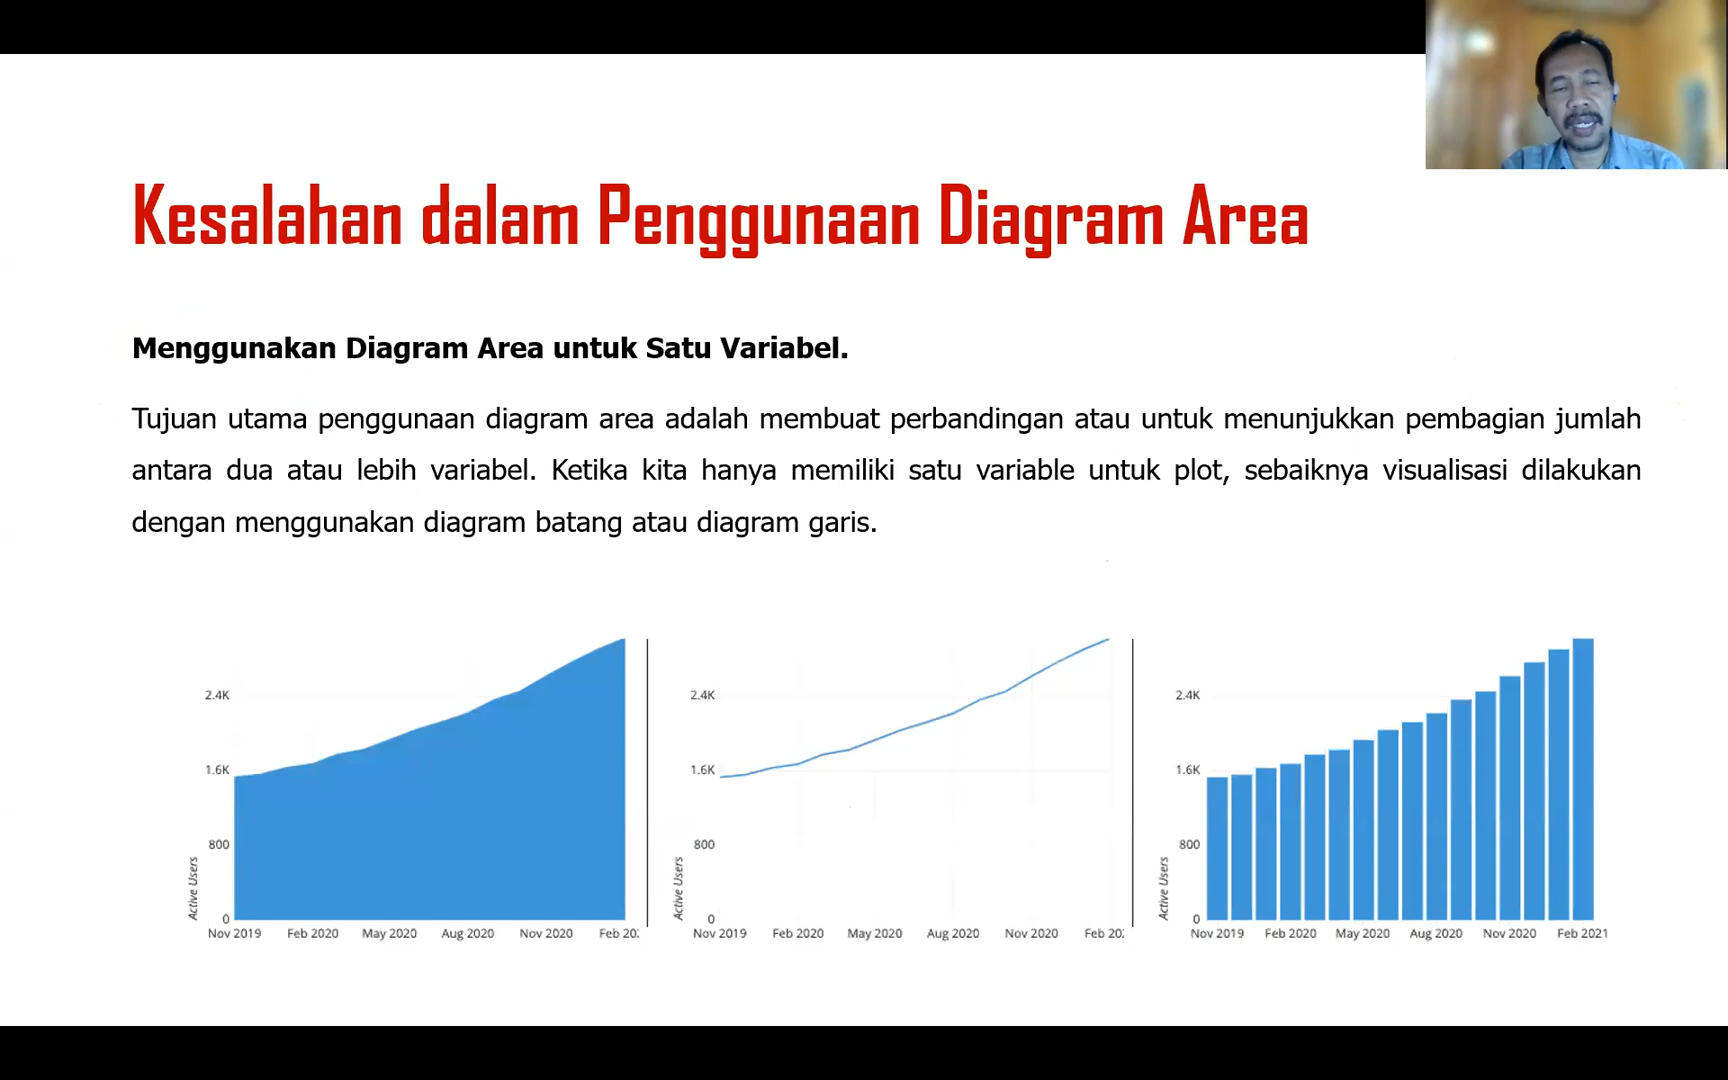 Kesalahan dalam Penggunaan Diagram Area
Menggunakan Diagram Area untuk Satu Variabel.
Tujuan utama penggunaan diagram area adalah membuat perbandingan atau untuk menunjukkan pembagian jumlah
antara dua atau lebih variabel. Ketika kita hanya memiliki satu variable untuk plot, sebaiknya visualisasi dilakukan
dengan menggunakan diagram batang atau diagram garis.
2.4K
1.6K
800
0
Active Users
Nov 2019 Feb 2020 May 2020 Aug 2020 Nov 2020 Feb 20
2.4K
1.6K
800
0
Active Users
Nov 2019 Feb 2020 May 2020 Aug 2020 Nov 2020 Feb 20
2.4K
1.6K
800
0
Active Users
Nov 2019 Feb 2020 May 2020 Aug 2020 Nov 2020 Feb 2021